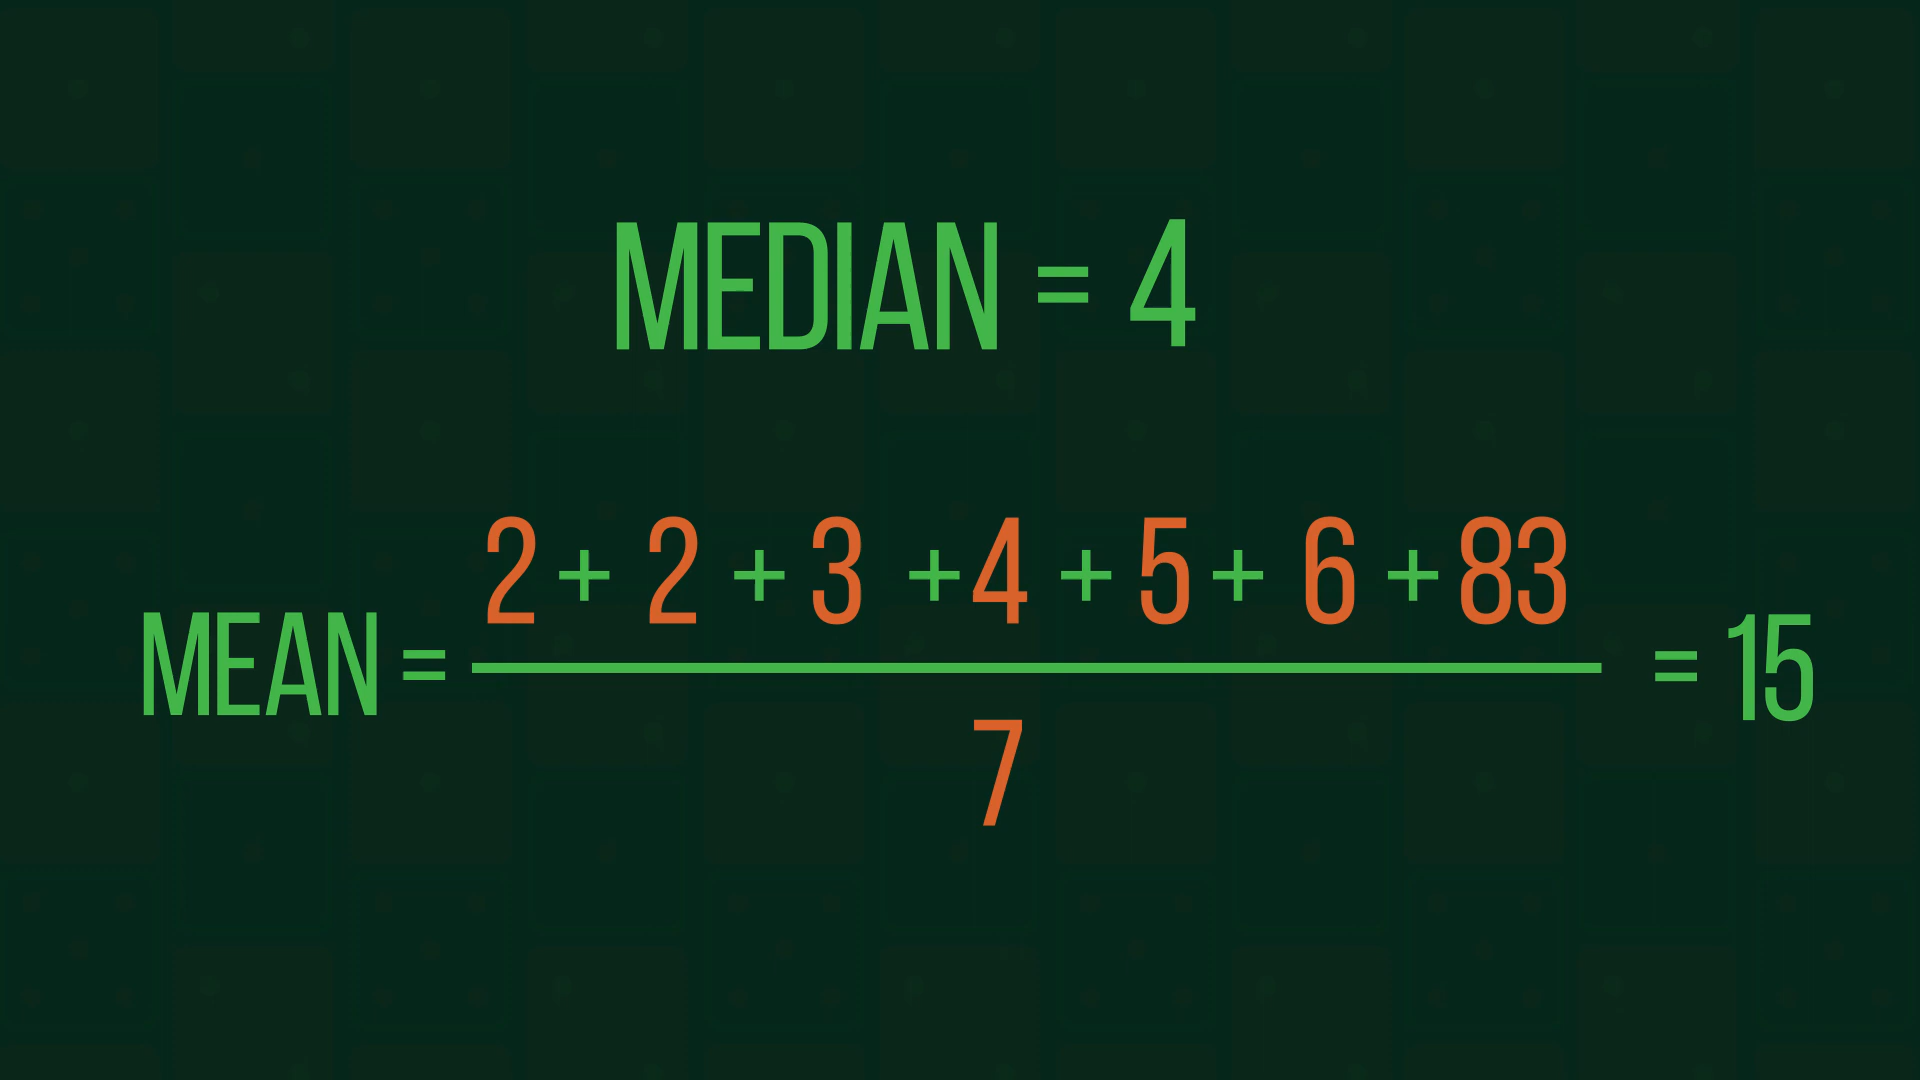 MEDIAN = 4
2 + 2 + 3 + 4 + 5 + 6 + 83
MEAN = = 15
7